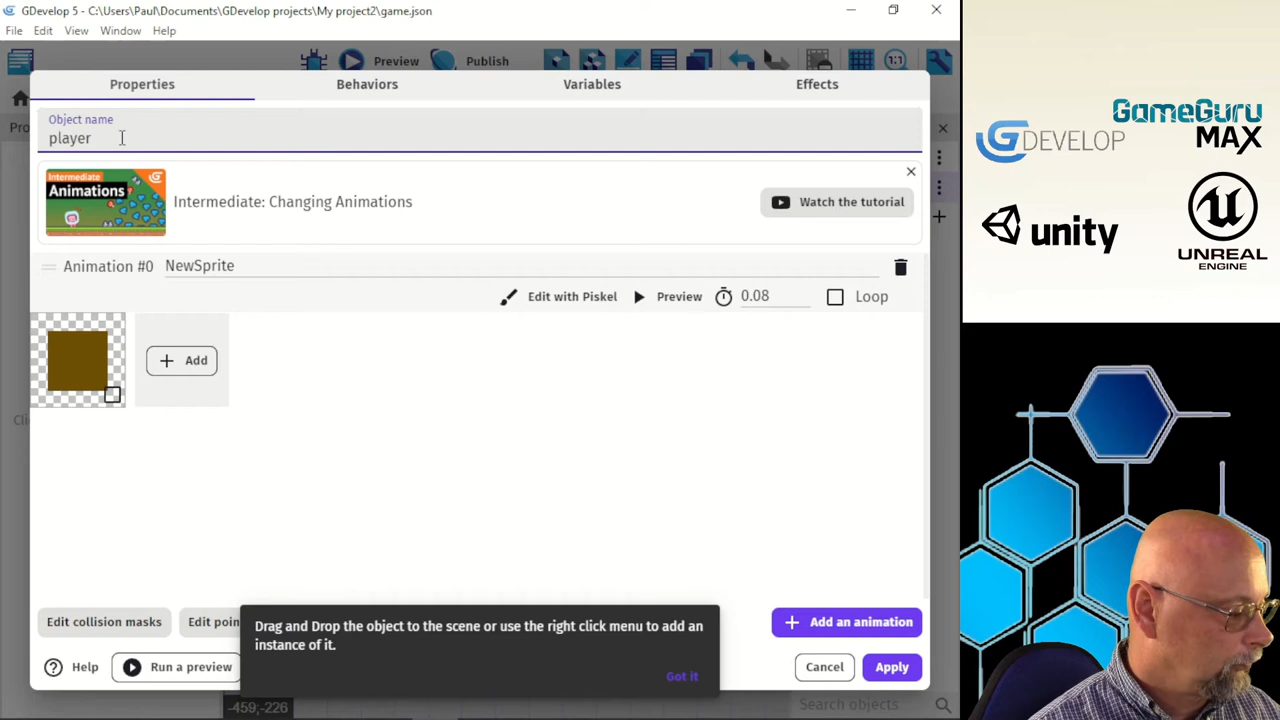 GDevelop 5 - C:\Users\Paul\Documents\GDevelop projects\My project2\game.json
File Edit View Window Help
Preview Publish 1:1
Properties Behaviors Variables Effects
Object name
player
Intermediate
Animations
Intermediate: Changing Animations
Watch the tutorial
Animation #0 NewSprite
Edit with Piskel Preview 0.08 Loop
Add
Edit collision masks
Add an animation
Drag and Drop the object to the scene or use the right click menu to add an
instance of it.
Got it
Help Run a preview Cancel Apply
-459;-226 Search objects
GDEVELOP
GameGuru
MAX
unity
UNREAL
ENGINE